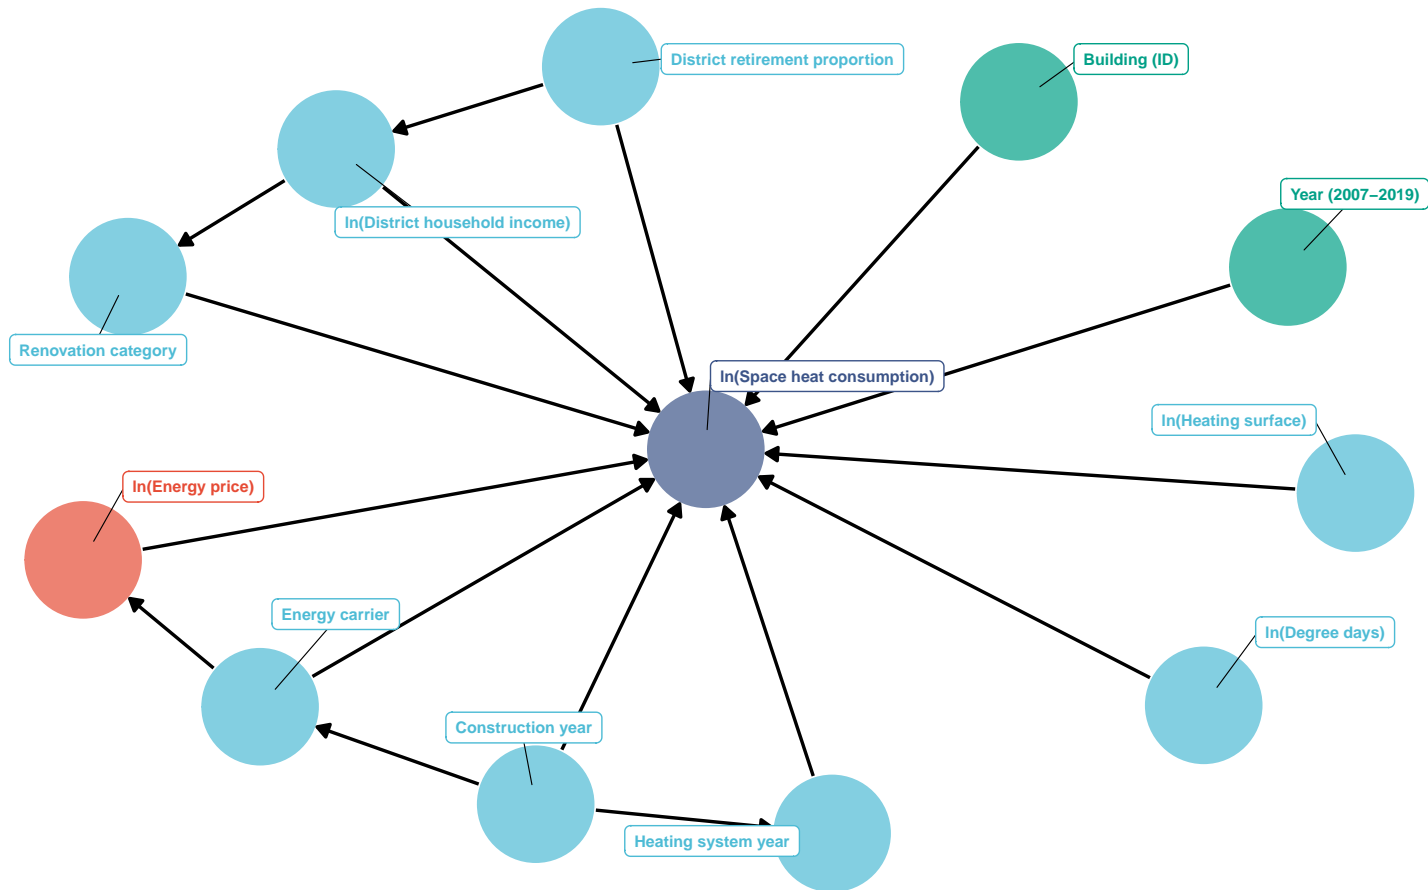 District retirement proportion
Building (ID)
Year (2007–2019)
ln(District household income)
Renovation category
ln(Space heat consumption)
ln(Heating surface)
ln(Energy price)
Energy carrier
ln(Degree days)
Construction year
Heating system year